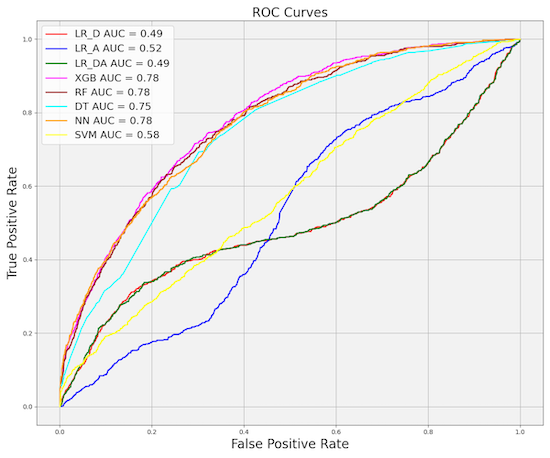 ROC Curves
LR_D AUC = 0.49
LR_A AUC = 0.52
LR_DA AUC = 0.49
XGB AUC = 0.78
RF AUC = 0.78
DT AUC = 0.75
NN AUC = 0.78
SVM AUC = 0.58
True Positive Rate
1.0
0.8
0.6
0.4
0.2
0.0
0.0 0.2 0.4 0.6 0.8 1.0
False Positive Rate